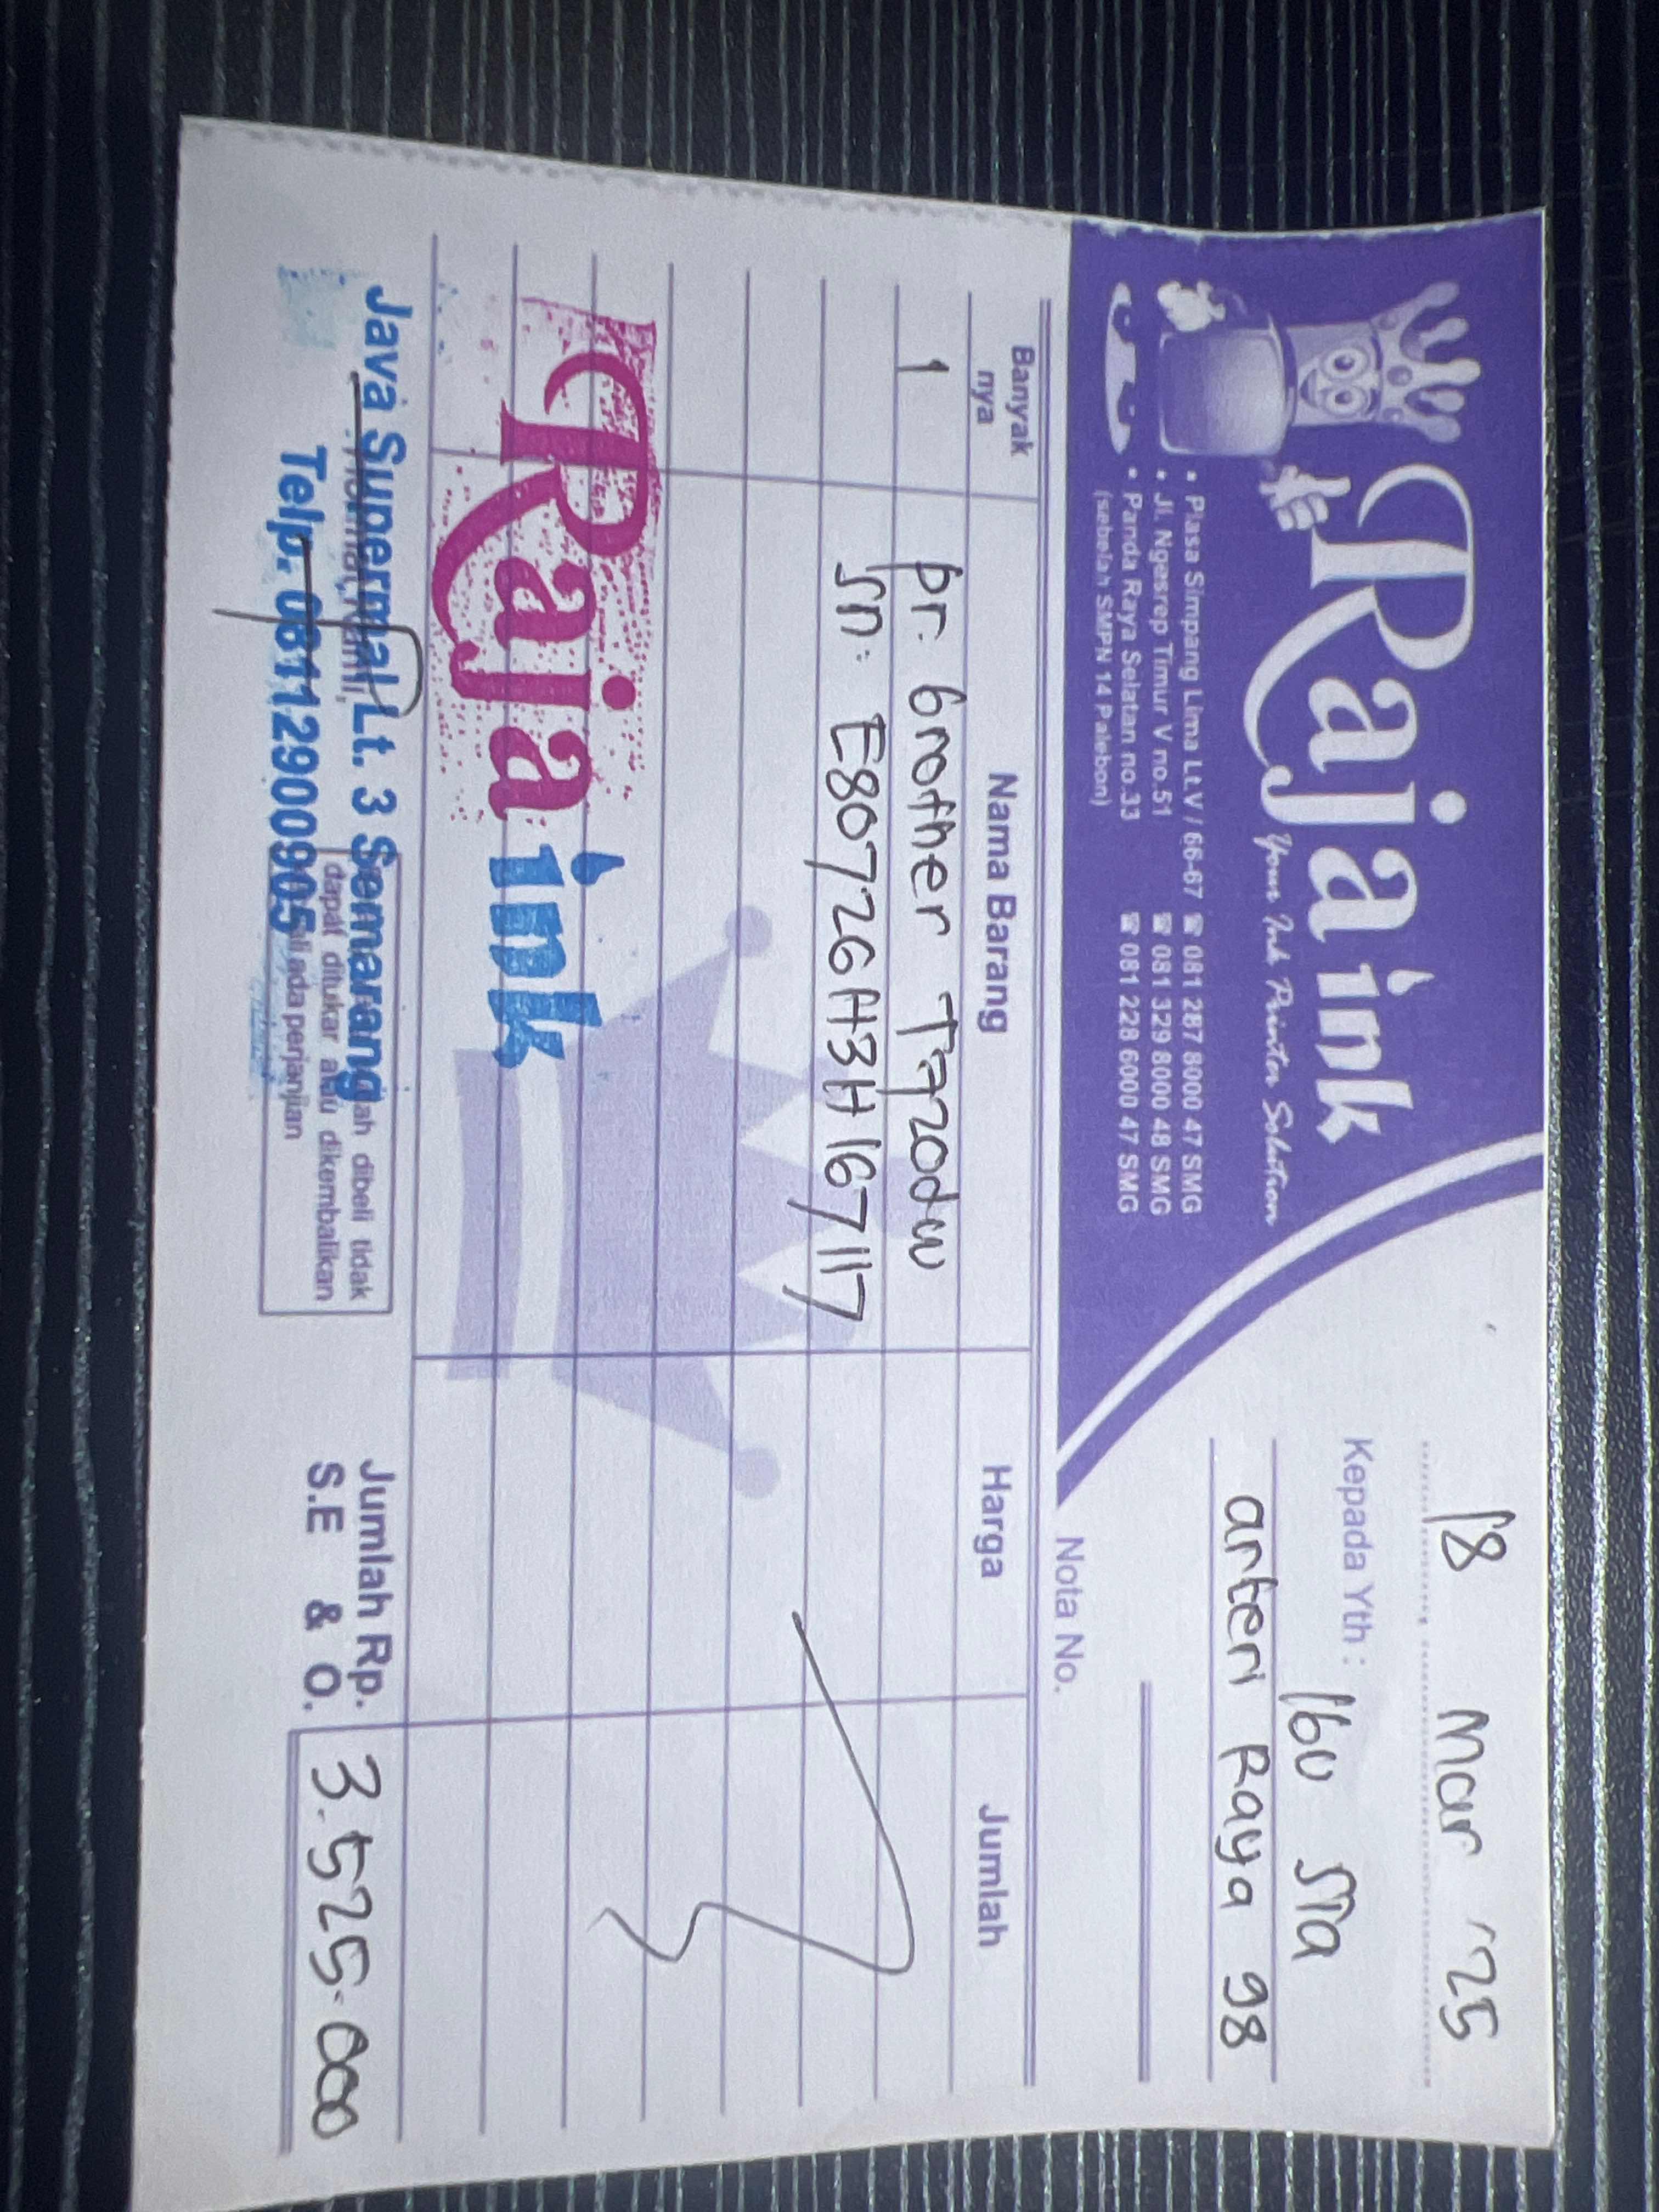 Raja ink
Your Ink Printer Solution
• Plasa Simpang Lima Lt.V / 66-67 ☎ 081 287 8000 47 SMG
• Jl. Ngesrep Timur V no.51 ☎ 081 329 8000 48 SMG
• Panda Raya Selatan no.33 ☎ 081 228 6000 47 SMG
(sebelah SMPN 14 Palebon)
18 Mar '25
Kepada Yth :
Ibu
arteri Raya 98
Nota No.
Banyak nya Nama Barang Harga Jumlah
1 pr. brother T720dw
sn. E80726H3H167117
Raja ink
Java Supermal Lt. 3 Semarang
Telp. 08112900905
dibeli tidak
dapat ditukar atau dikembalikan
ada perjanjian
Jumlah Rp. 3.525.000
S.E & O.